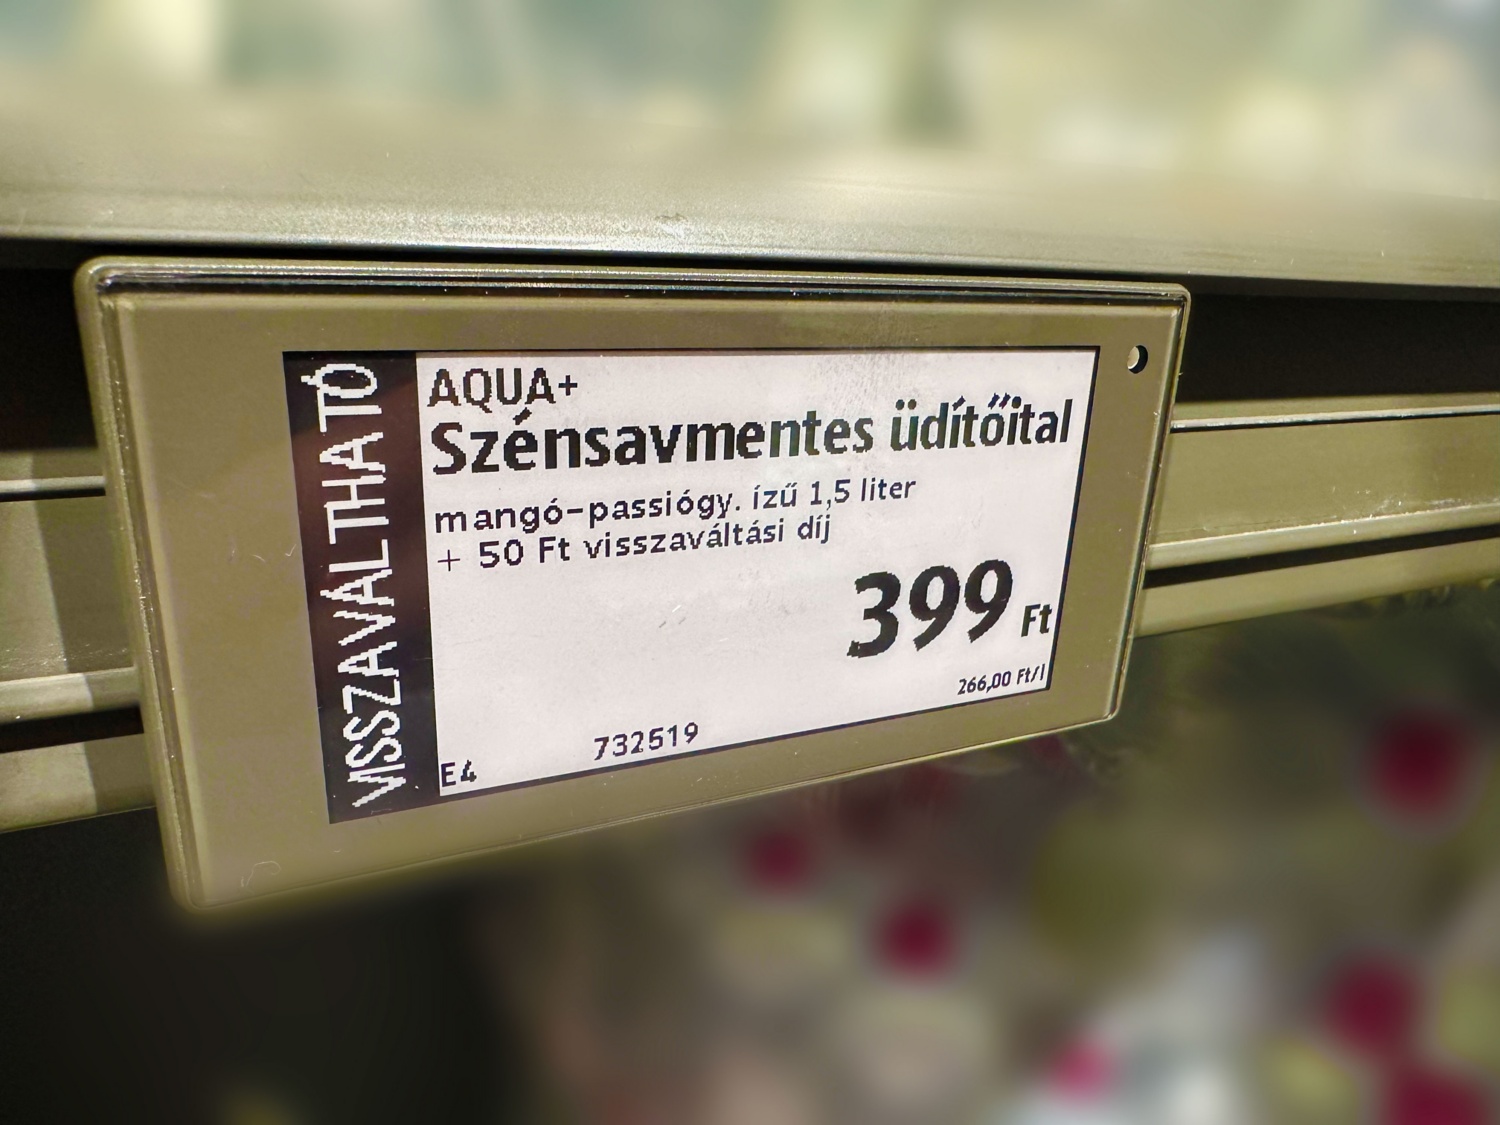 VISSZAVÁLTHATÓ
AQUA+
Szénsavmentes üdítőital
mangó-passiógy. ízű 1,5 liter
+ 50 Ft visszaváltási díj
399 Ft
266,00 Ft/l
732519
E4